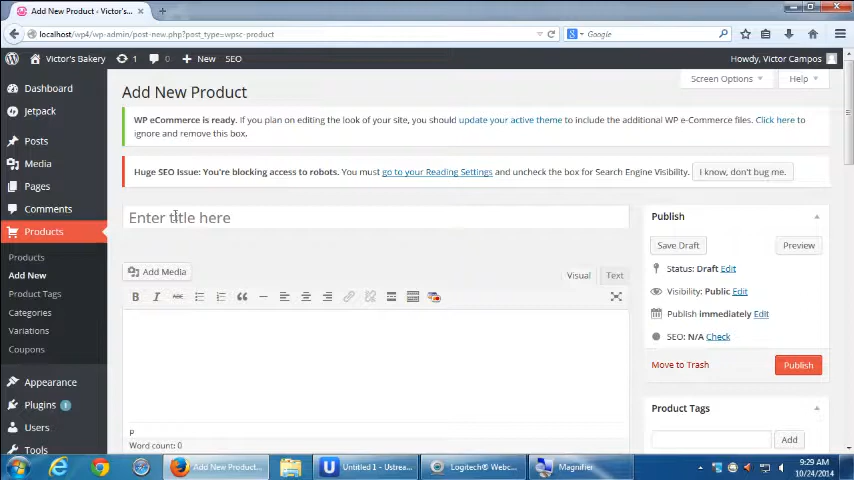 Add New Product ‹ Victor's...
localhost/wp4/wp-admin/post-new.php?post_type=wpsc-product
Google
Victor's Bakery
1
0
New
SEO
Howdy, Victor Campos
Screen Options
Help
Dashboard
Jetpack
Posts
Media
Pages
Comments
Products
Products
Add New
Product Tags
Categories
Variations
Coupons
Appearance
Plugins 1
Users
Tools
Add New Product
WP eCommerce is ready. If you plan on editing the look of your site, you should update your active theme to include the additional WP e-Commerce files. Click here to
ignore and remove this box.
Huge SEO Issue: You're blocking access to robots. You must go to your Reading Settings and uncheck the box for Search Engine Visibility.
I know, don't bug me.
Enter title here
Add Media
Visual
Text
B I ABC
P
Word count: 0
Publish
Save Draft
Preview
Status: Draft Edit
Visibility: Public Edit
Publish immediately Edit
SEO: N/A Check
Move to Trash
Publish
Product Tags
Add
Add New Product...
Untitled 1 - Ustrea...
Logitech® Webc...
Magnifier
9:29 AM
10/24/2014